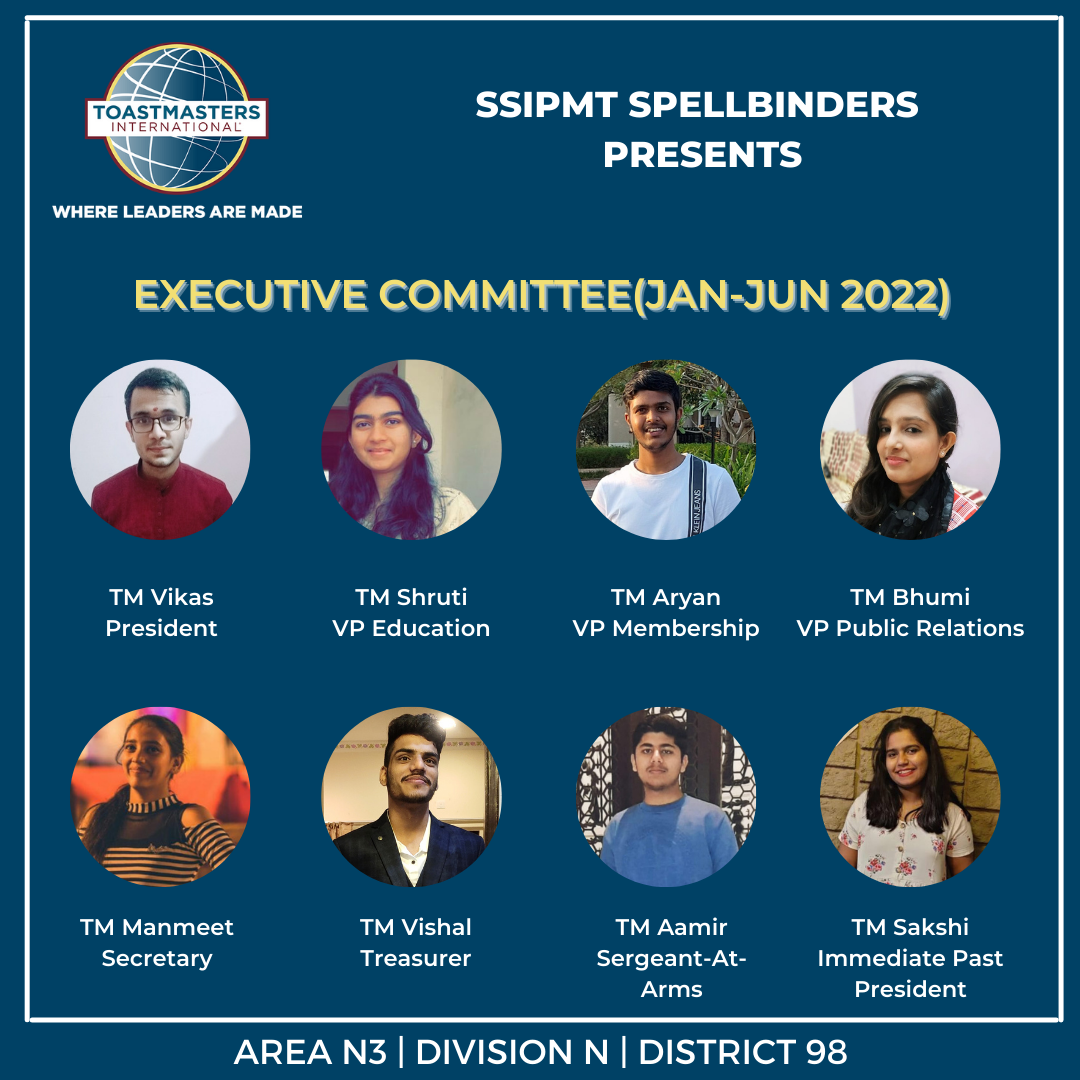 TOASTMASTERS
INTERNATIONAL
WHERE LEADERS ARE MADE
SSIPMT SPELLBINDERS
PRESENTS
EXECUTIVE COMMITTEE(JAN-JUN 2022)
KLEIN JEANS
TM Vikas
President
TM Shruti
VP Education
TM Aryan
VP Membership
TM Bhumi
VP Public Relations
TM Manmeet
Secretary
TM Vishal
Treasurer
TM Aamir
Sergeant-At-
Arms
TM Sakshi
Immediate Past
President
AREA N3 | DIVISION N | DISTRICT 98